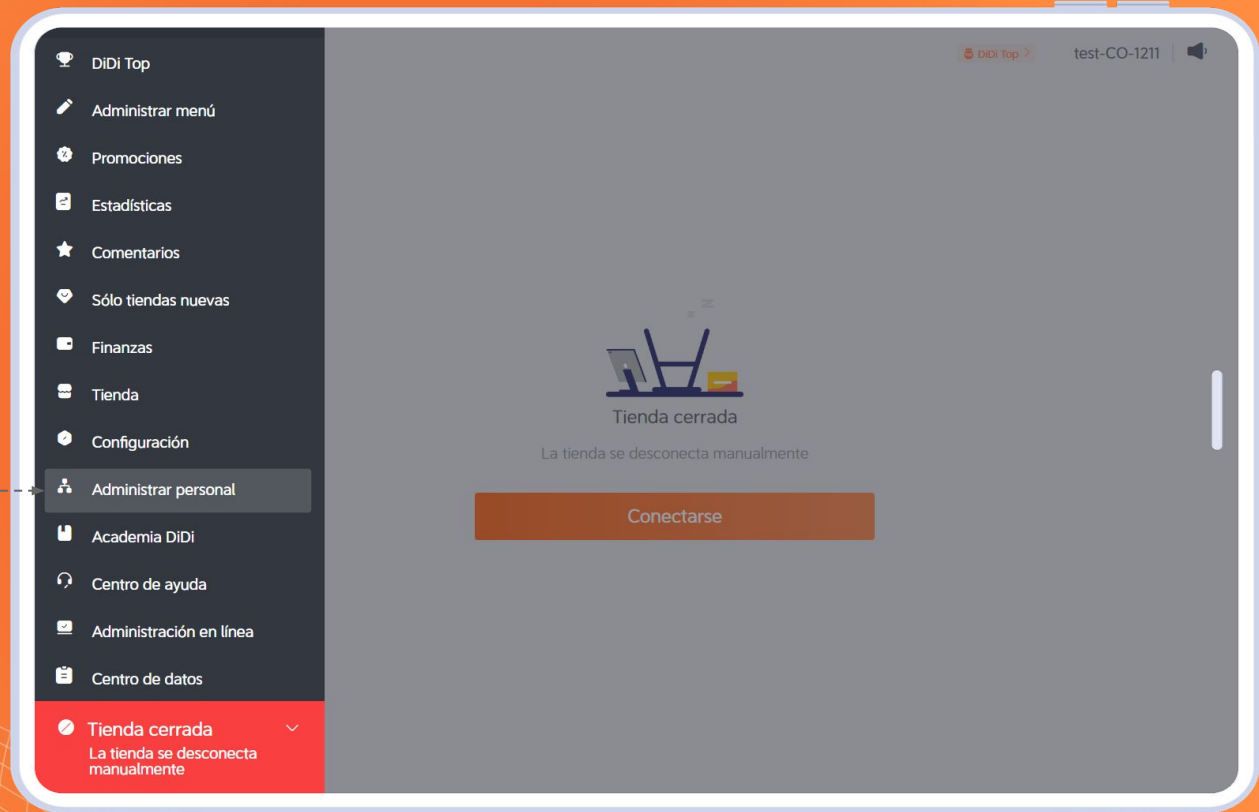 DiDi Top
Administrar menú
Promociones
Estadísticas
Comentarios
Sólo tiendas nuevas
Finanzas
Tienda
Configuración
Administrar personal
Academia DiDi
Centro de ayuda
Administración en línea
Centro de datos
Tienda cerrada
La tienda se desconecta
manualmente
DiDi Top >
test-CO-1211
z
z
Tienda cerrada
La tienda se desconecta manualmente
Conectarse